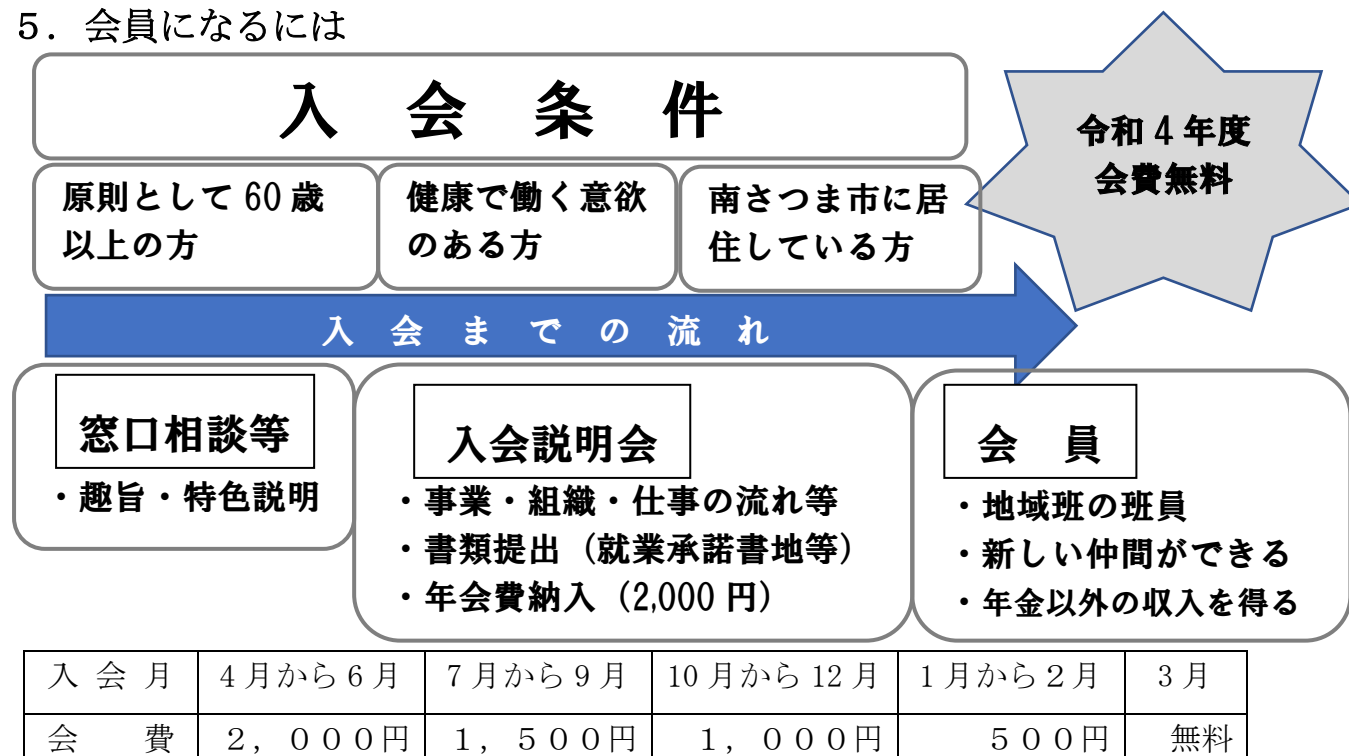 ５．会員になるには
入会条件
令和4年度
会費無料
原則として60歳
以上の方
健康で働く意欲
のある方
南さつま市に居
住している方
入会までの流れ
窓口相談等
・趣旨・特色説明
入会説明会
・事業・組織・仕事の流れ等
・書類提出（就業承諾書地等）
・年会費納入（2,000円）
会員
・地域班の班員
・新しい仲間ができる
・年金以外の収入を得る
入会月 4月から6月 7月から9月 10月から12月 1月から２月 3月
会費 ２，０００円 １，５００円 １，０００円 ５００円 無料